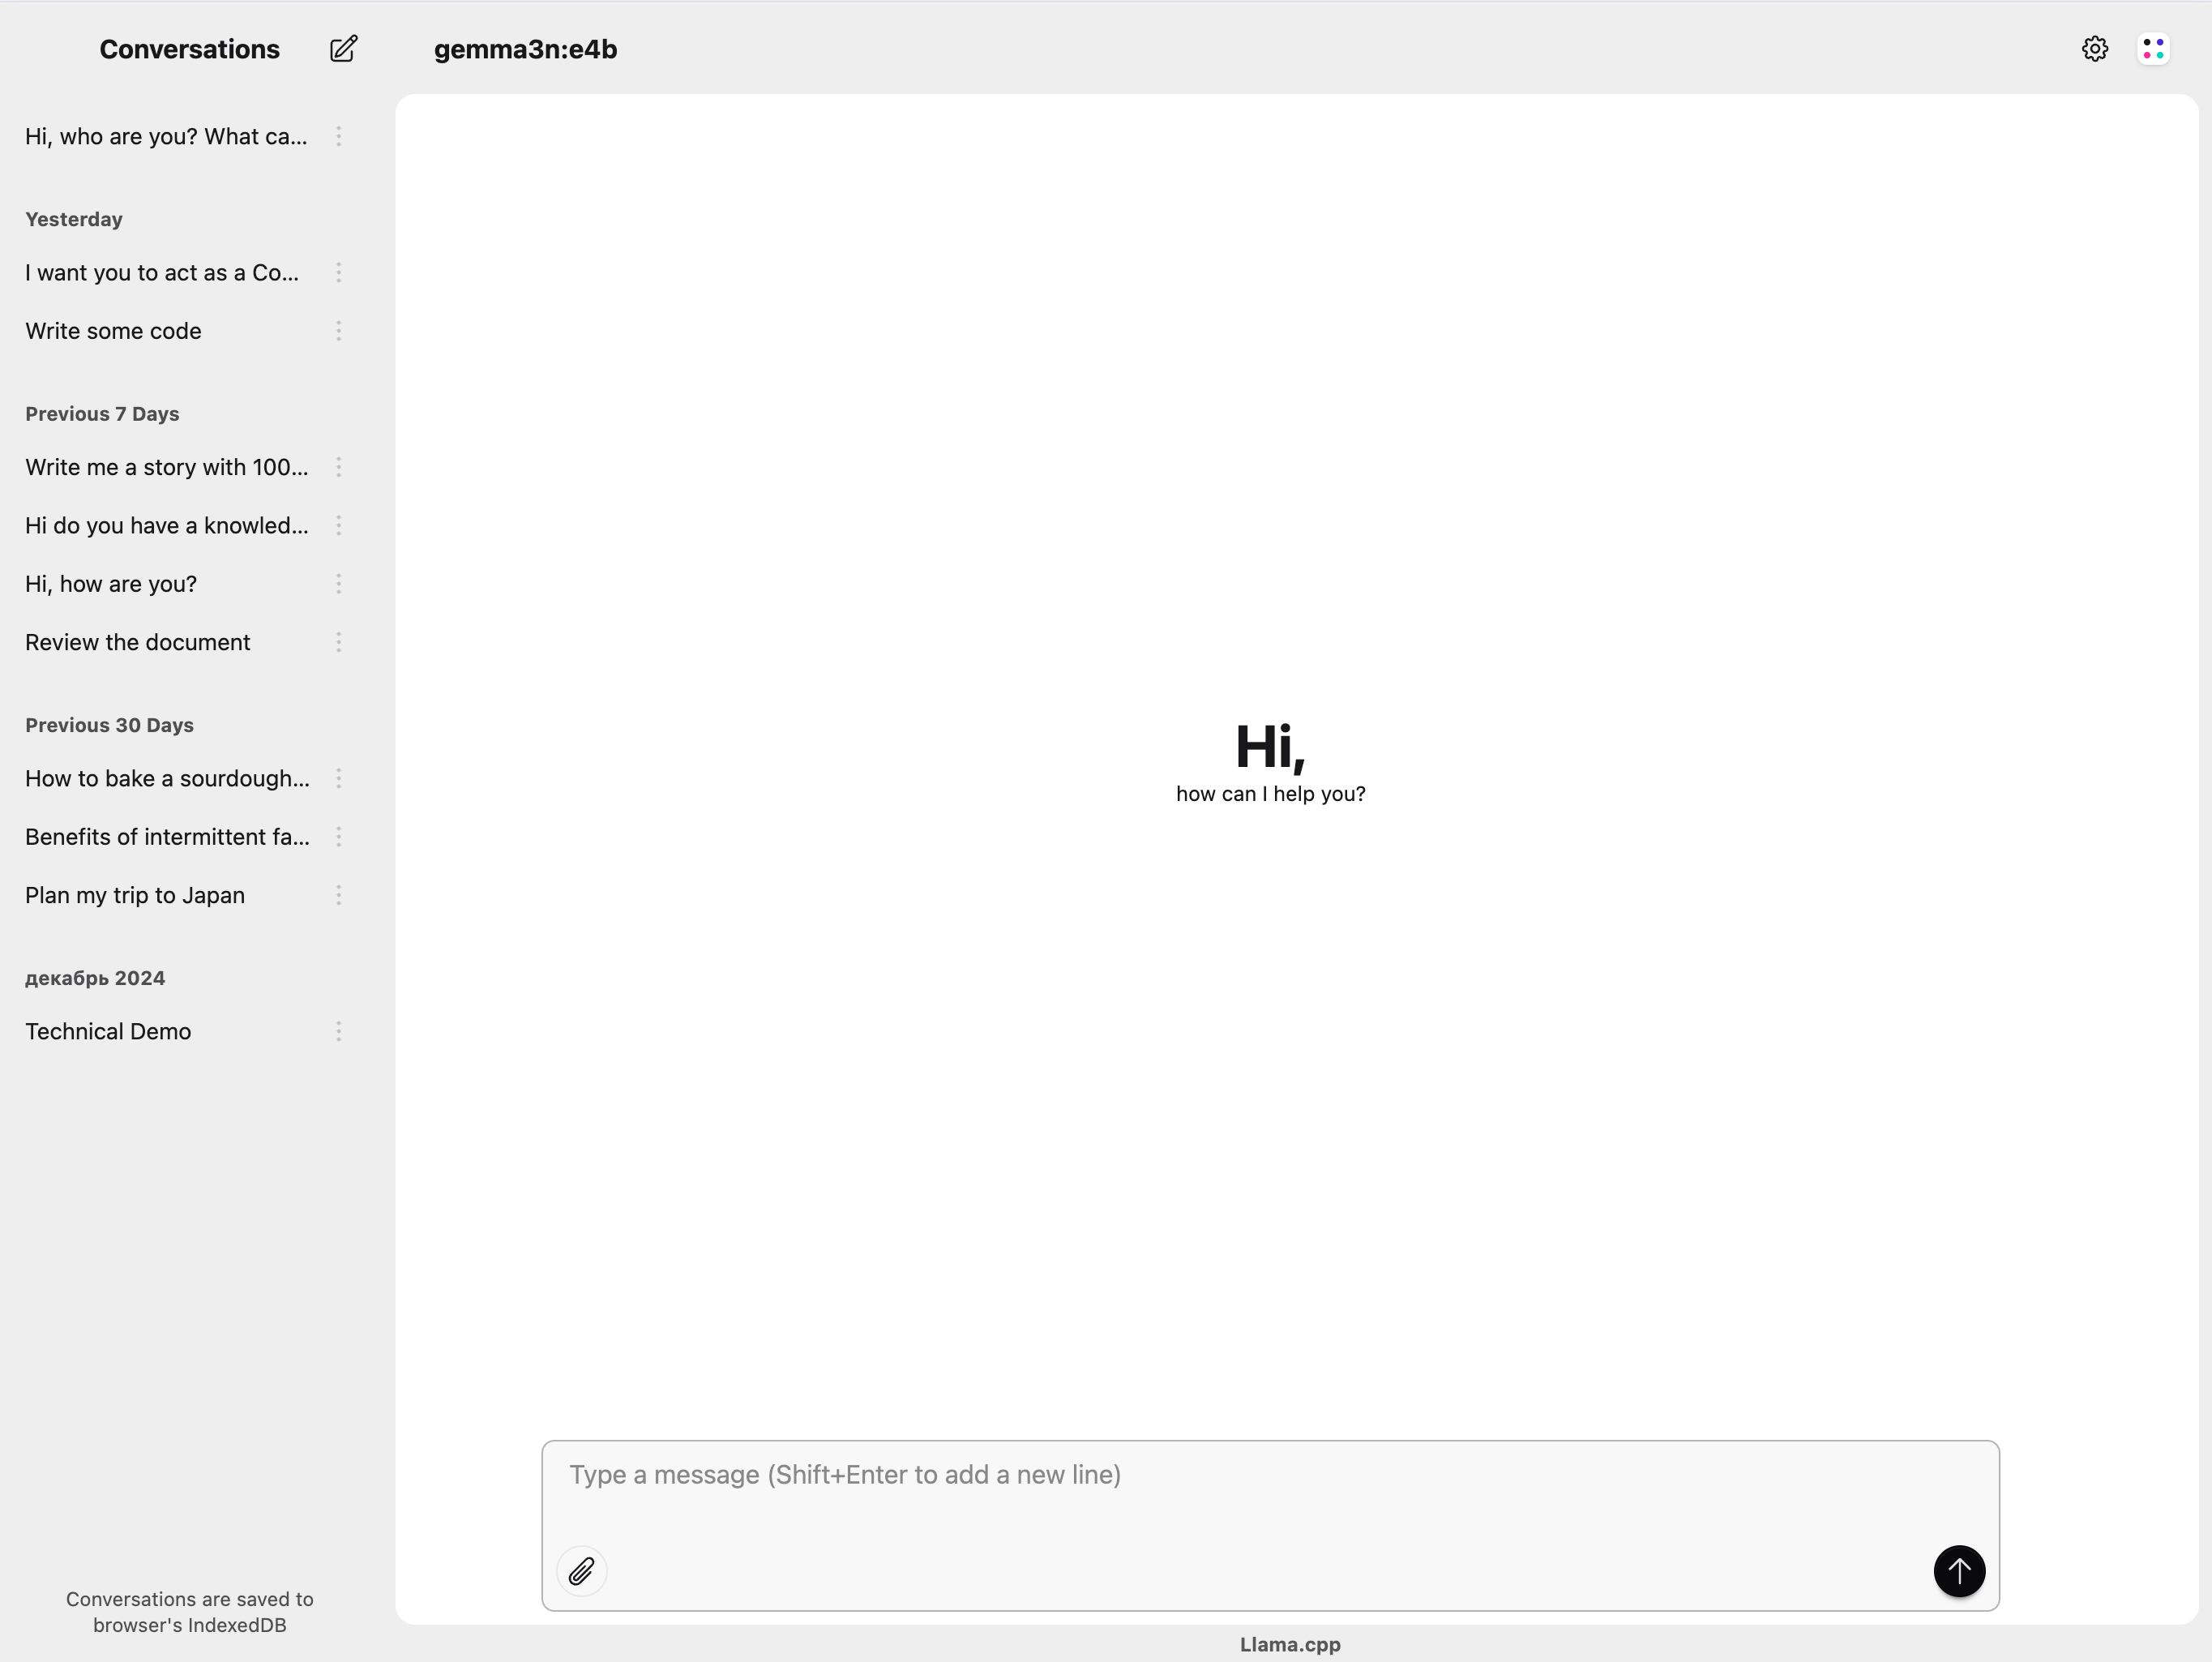 Conversations
gemma3n:e4b
Hi, who are you? What ca...
Yesterday
I want you to act as a Co...
Write some code
Previous 7 Days
Write me a story with 100...
Hi do you have a knowled...
Hi, how are you?
Review the document
Previous 30 Days
How to bake a sourdough...
Benefits of intermittent fa...
Plan my trip to Japan
декабрь 2024
Technical Demo
Conversations are saved to
browser's IndexedDB
Hi,
how can I help you?
Type a message (Shift+Enter to add a new line)
Llama.cpp